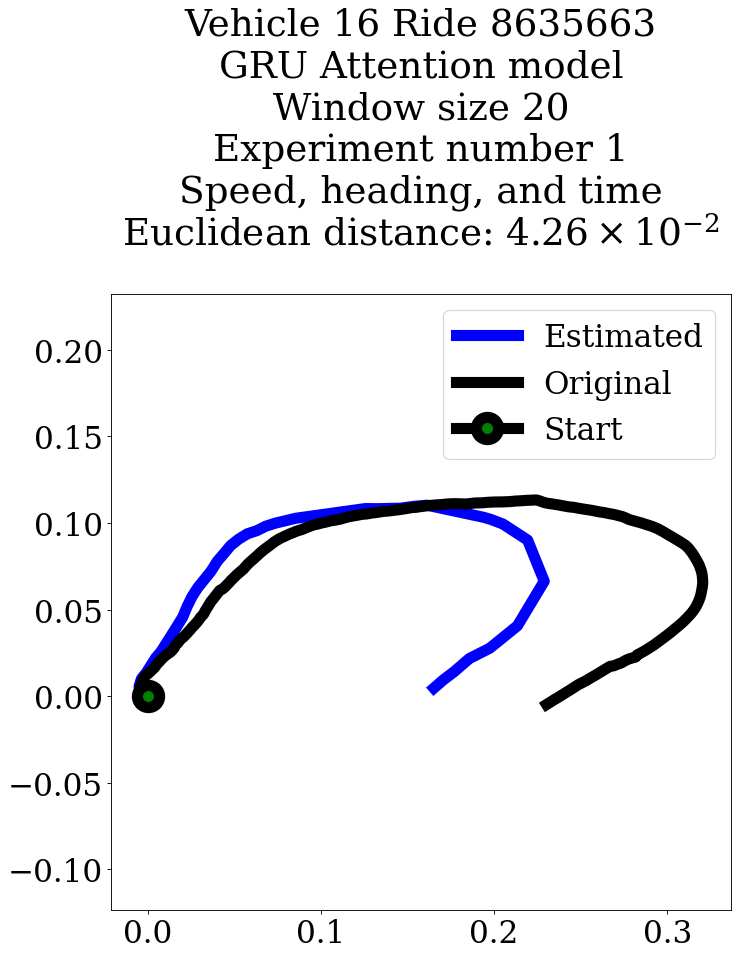 Vehicle 16 Ride 8635663
GRU Attention model
Window size 20
Experiment number 1
Speed, heading, and time
Euclidean distance: 4.26 × 10⁻²
Estimated
Original
Start
0.20
0.15
0.10
0.05
0.00
−0.05
−0.10
0.0 0.1 0.2 0.3